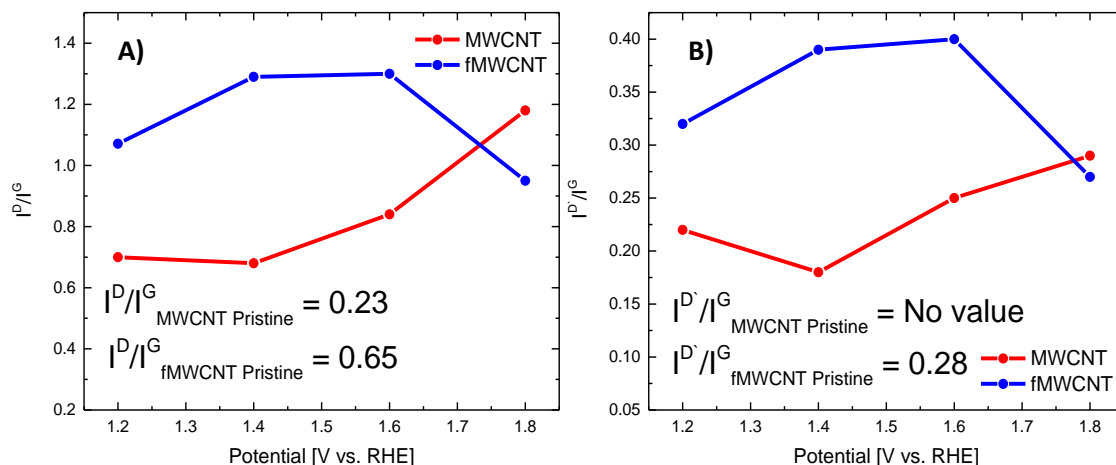 A)
MWCNT
fMWCNT
1.4
1.2
1.0
0.8
0.6
0.4
0.2
I^D/I^G
I^D/I^G MWCNT Pristine = 0.23
I^D/I^G fMWCNT Pristine = 0.65
1.2 1.3 1.4 1.5 1.6 1.7 1.8
Potential [V vs. RHE]
B)
0.40
0.35
0.30
0.25
0.20
0.15
0.10
0.05
I^D`/I^G
I^D`/I^G MWCNT Pristine = No value
I^D`/I^G fMWCNT Pristine = 0.28
MWCNT
fMWCNT
1.2 1.3 1.4 1.5 1.6 1.7 1.8
Potential [V vs. RHE]